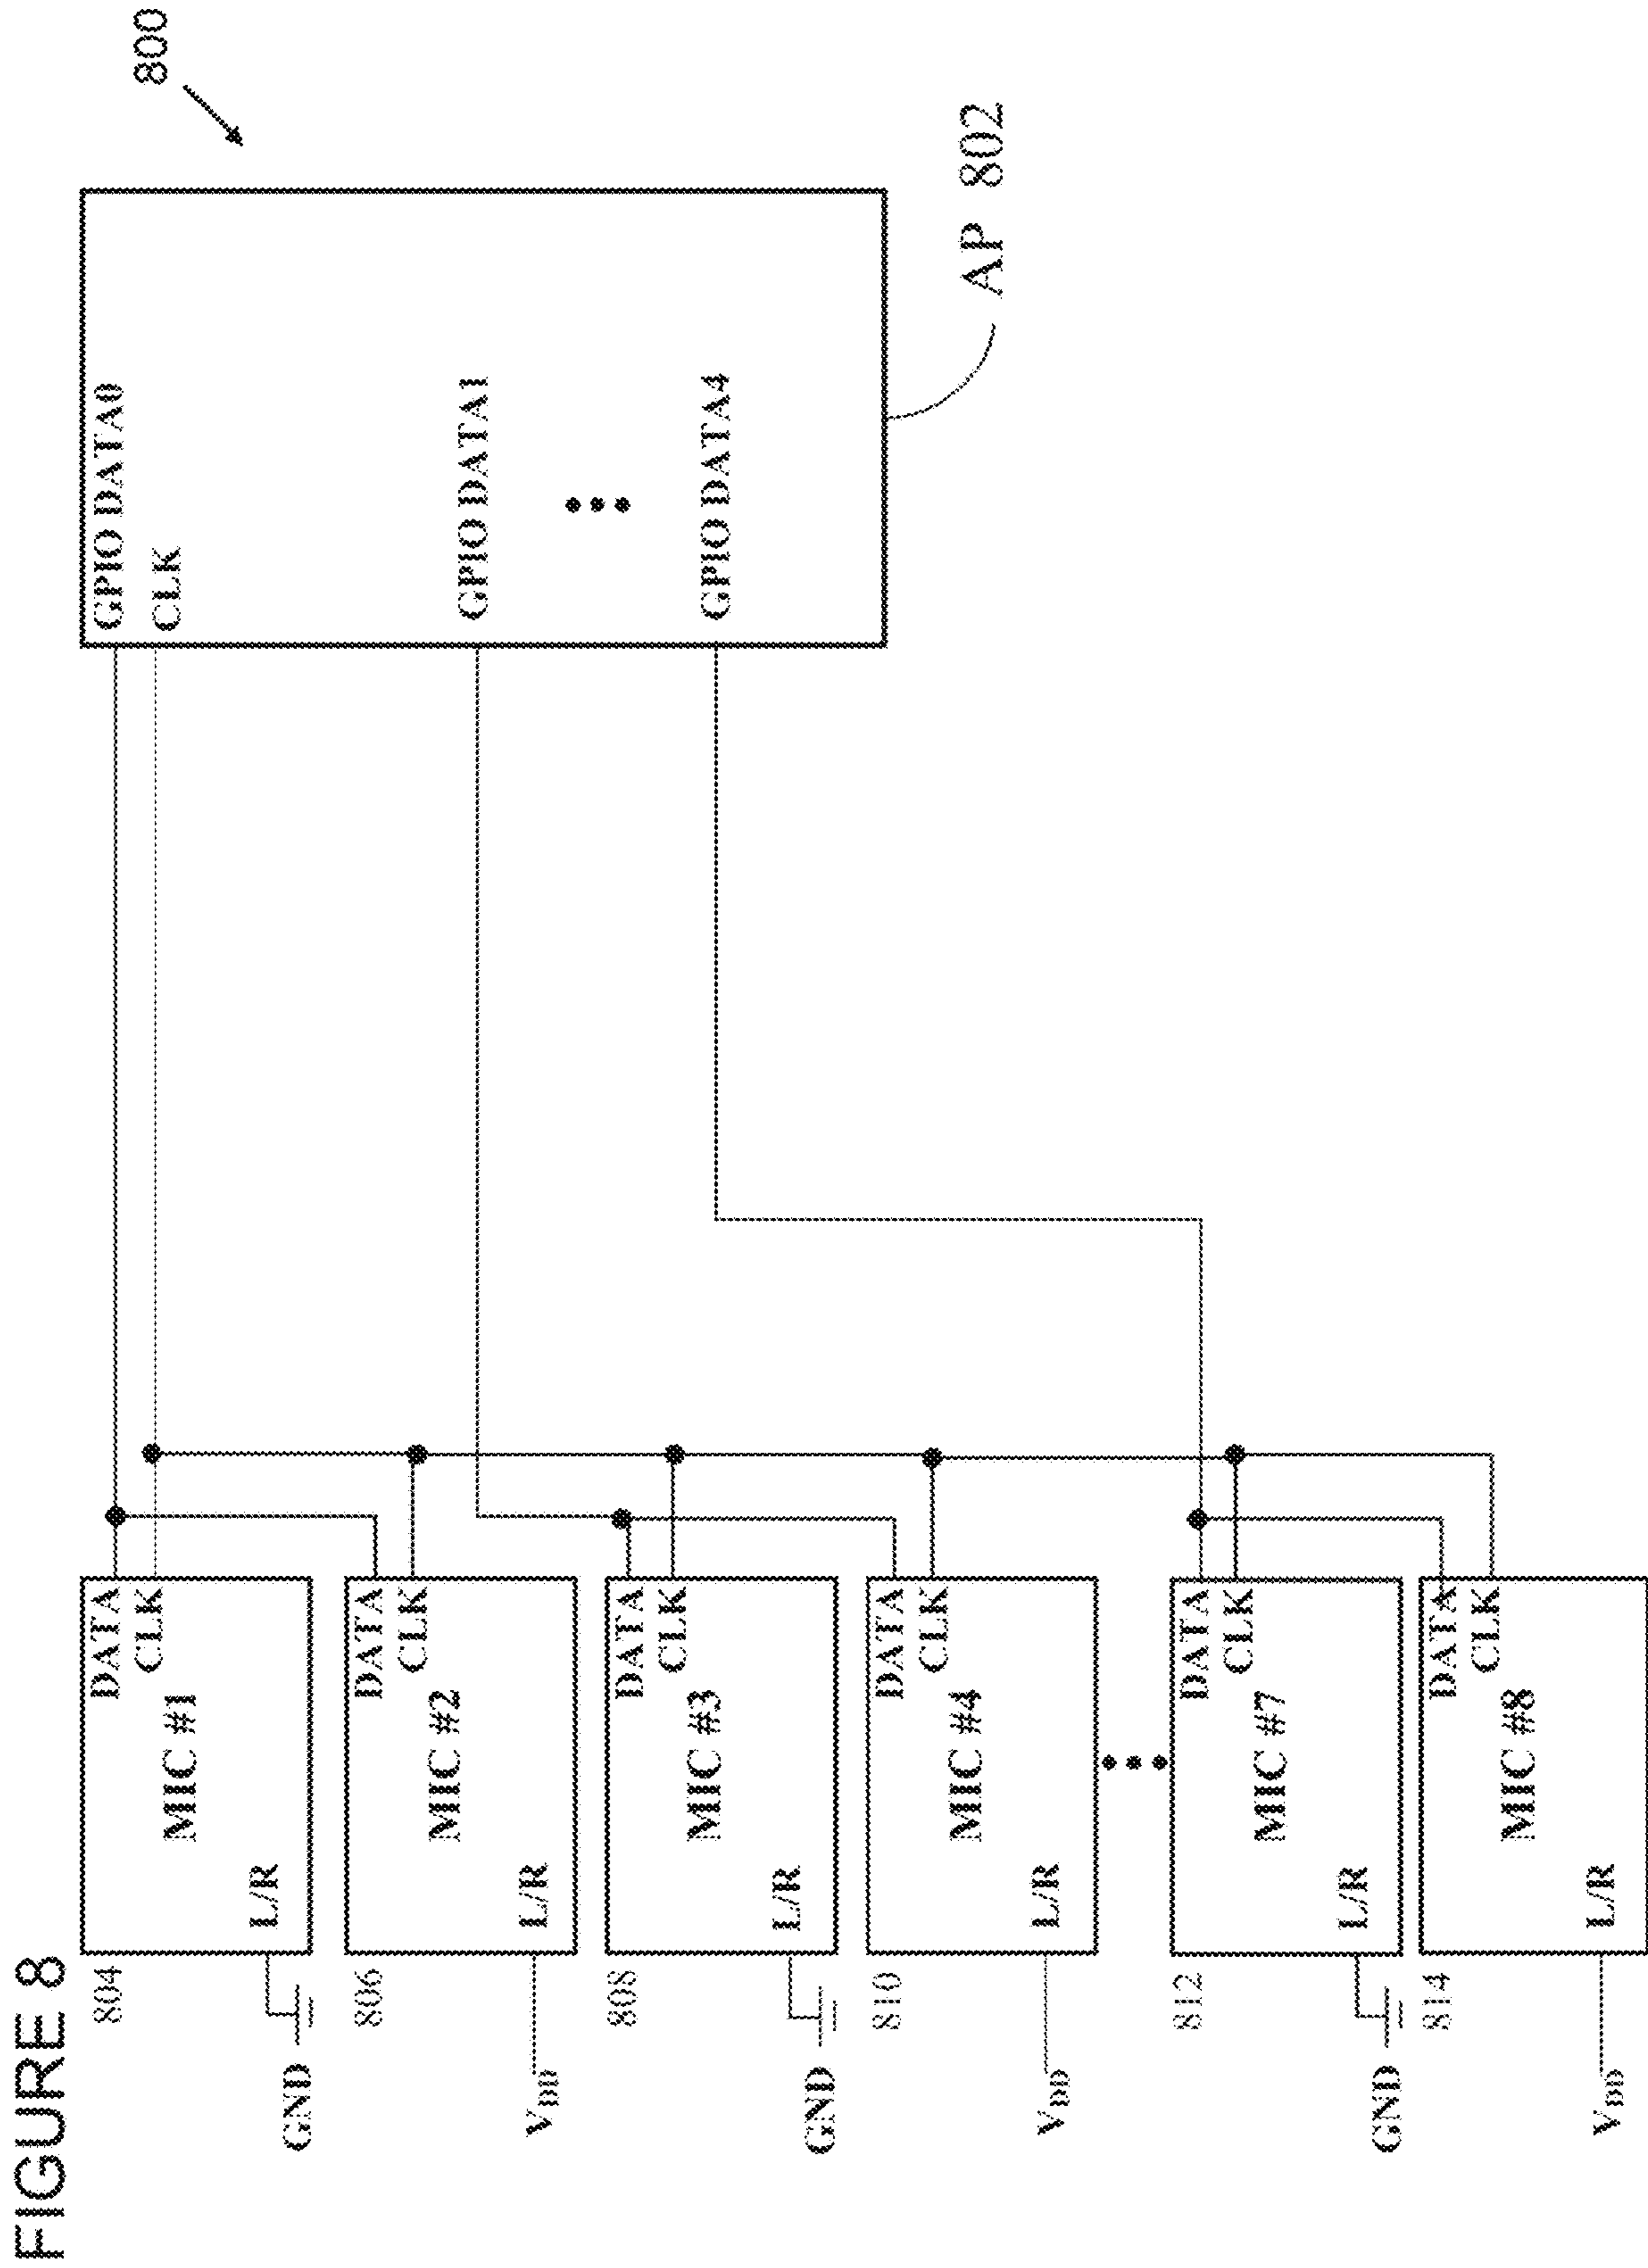 FIGURE 8
800
804
DATA
CLK
MIC #1
L/R
GND
806
DATA
CLK
MIC #2
L/R
VDD
808
DATA
CLK
MIC #3
L/R
GND
810
DATA
CLK
MIC #4
L/R
VDD
812
DATA
CLK
MIC #7
L/R
GND
814
DATA
CLK
MIC #8
L/R
VDD
GPIO DATA0
CLK
GPIO DATA1
GPIO DATA4
AP 802